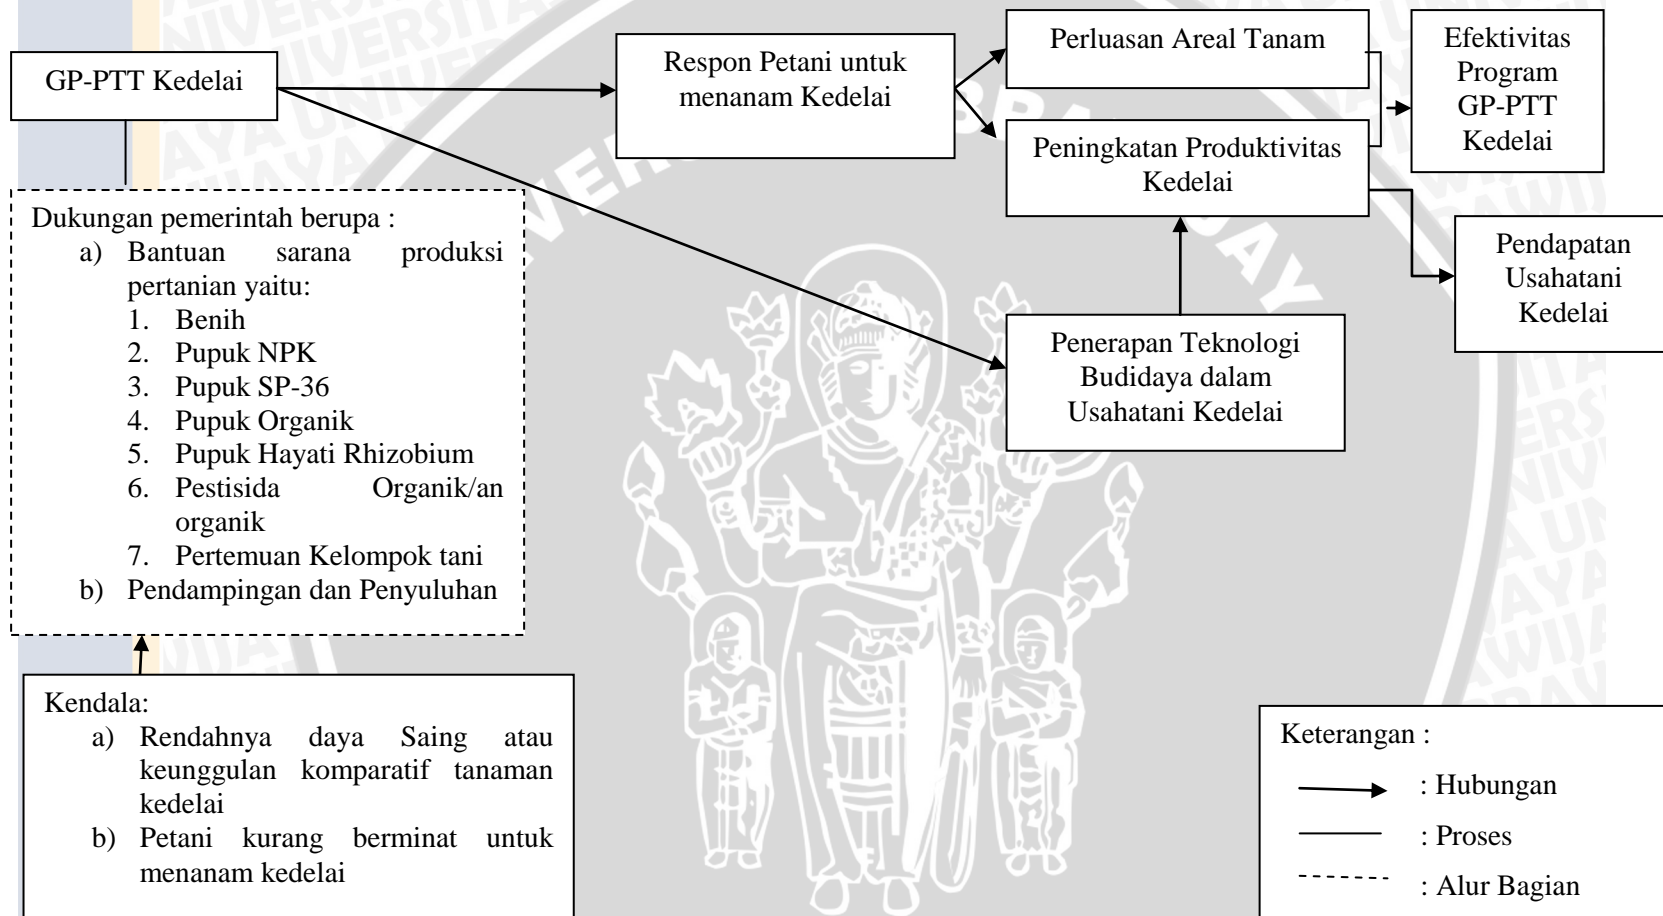 GP-PTT Kedelai
Respon Petani untuk
menanam Kedelai
Perluasan Areal Tanam
Efektivitas
Program
GP-PTT
Kedelai
Peningkatan Produktivitas
Kedelai
Pendapatan
Usahatani
Kedelai
Penerapan Teknologi
Budidaya dalam
Usahatani Kedelai
Dukungan pemerintah berupa :
a) Bantuan sarana produksi
pertanian yaitu:
1. Benih
2. Pupuk NPK
3. Pupuk SP-36
4. Pupuk Organik
5. Pupuk Hayati Rhizobium
6. Pestisida Organik/an
organik
7. Pertemuan Kelompok tani
b) Pendampingan dan Penyuluhan
Kendala:
a) Rendahnya daya Saing atau
keunggulan komparatif tanaman
kedelai
b) Petani kurang berminat untuk
menanam kedelai
Keterangan :
: Hubungan
: Proses
: Alur Bagian